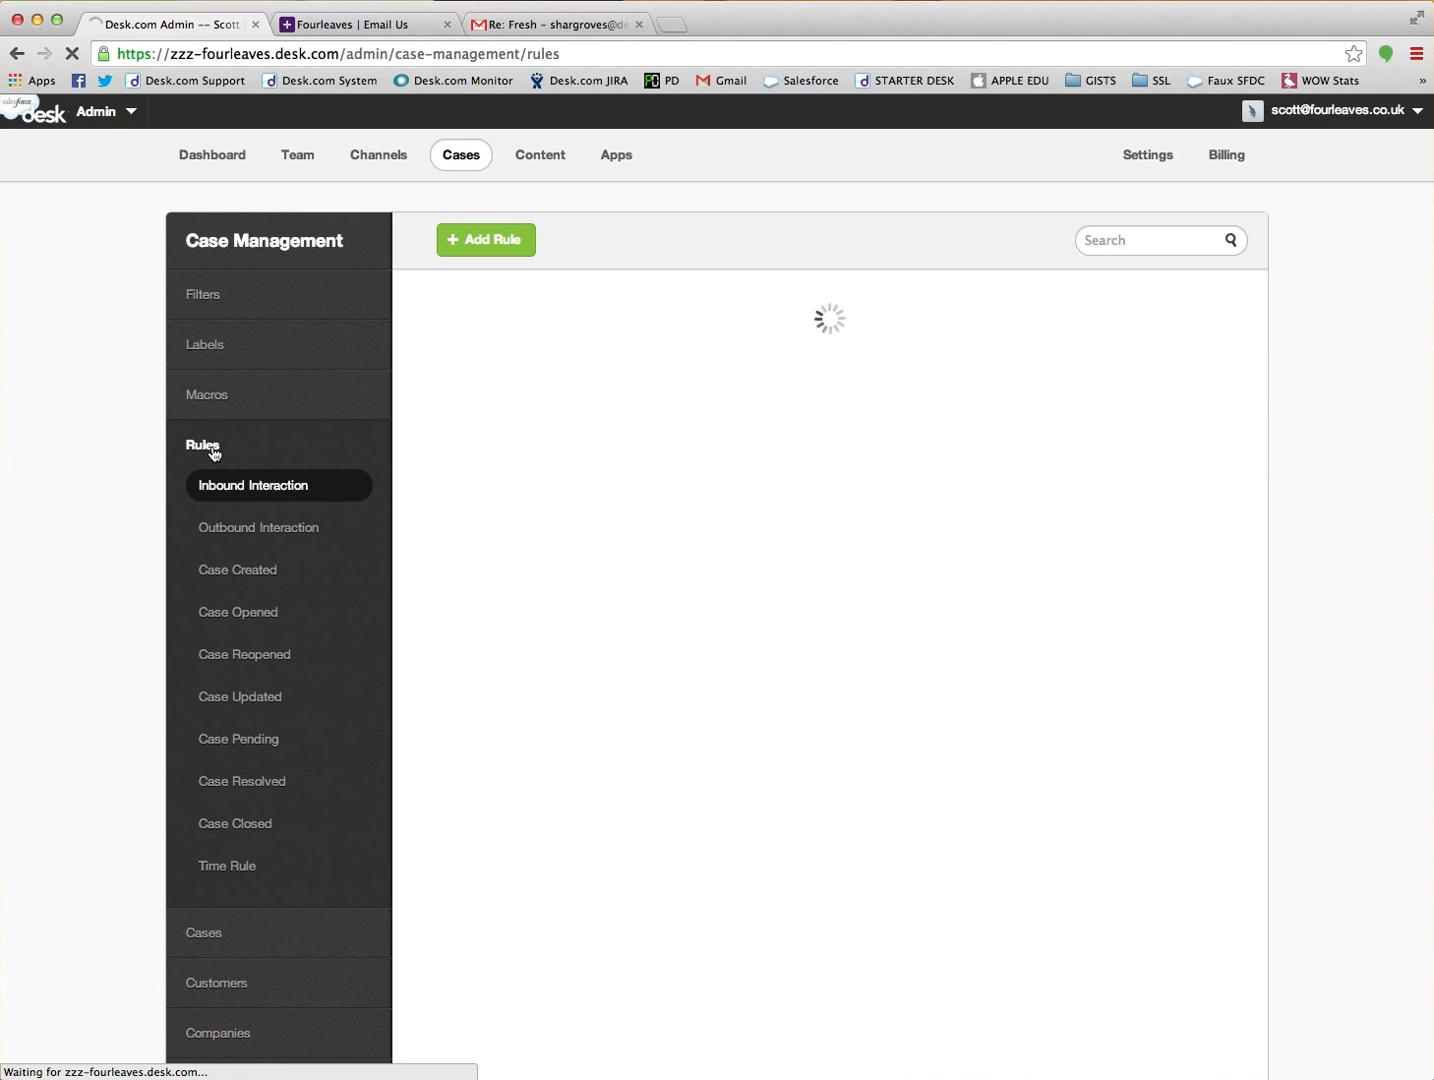 Desk.com Admin -- Scott
Fourleaves | Email Us
Re: Fresh – shargroves@de
https://zzz-fourleaves.desk.com/admin/case-management/rules
Apps
Desk.com Support
Desk.com System
Desk.com Monitor
Desk.com JIRA
PD
Gmail
Salesforce
STARTER DESK
APPLE EDU
GISTS
SSL
Faux SFDC
WOW Stats
»
salesforce
desk
Admin
scott@fourleaves.co.uk
Dashboard
Team
Channels
Cases
Content
Apps
Settings
Billing
Case Management
+ Add Rule
Search
Filters
Labels
Macros
Rules
Inbound Interaction
Outbound Interaction
Case Created
Case Opened
Case Reopened
Case Updated
Case Pending
Case Resolved
Case Closed
Time Rule
Cases
Customers
Companies
Waiting for zzz-fourleaves.desk.com...